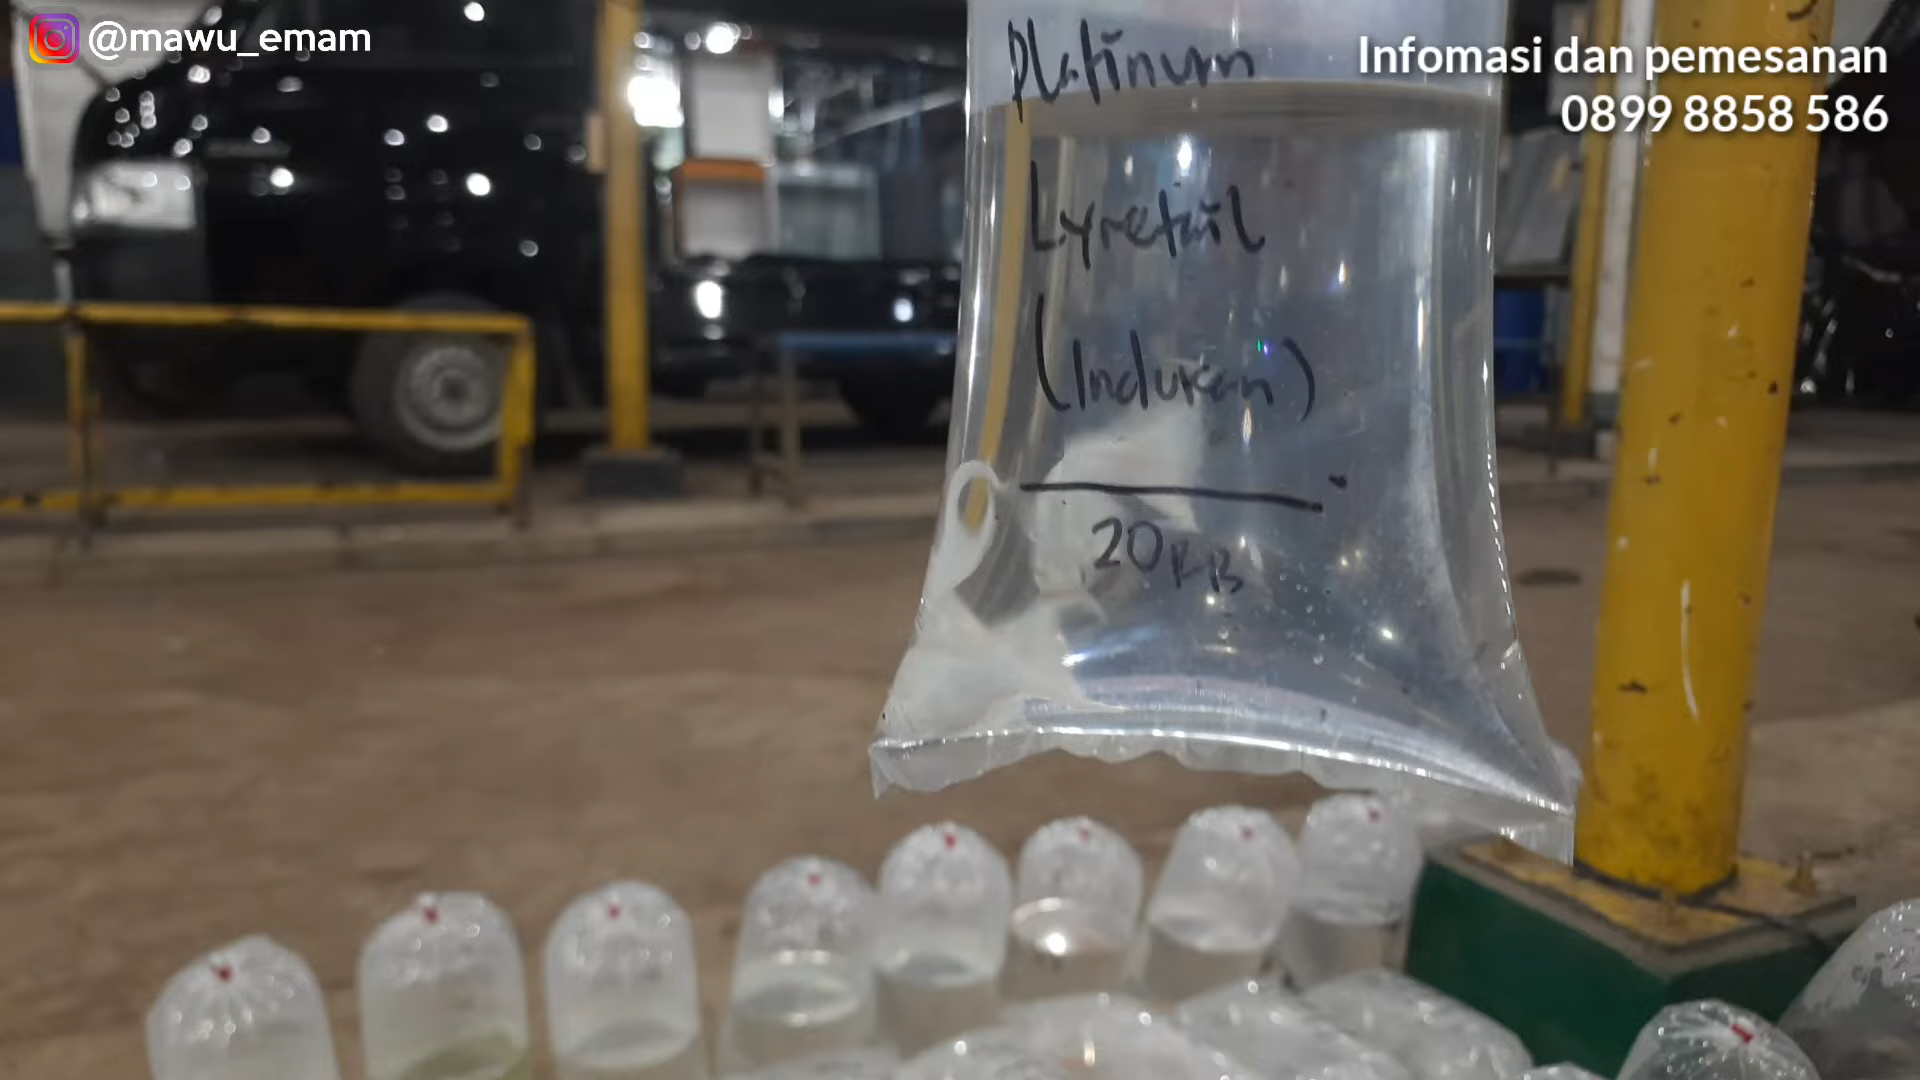 @mawu_emam
Infomasi dan pemesanan
0899 8858 586
Platinum
Lyretail
(Indukan)
20RB